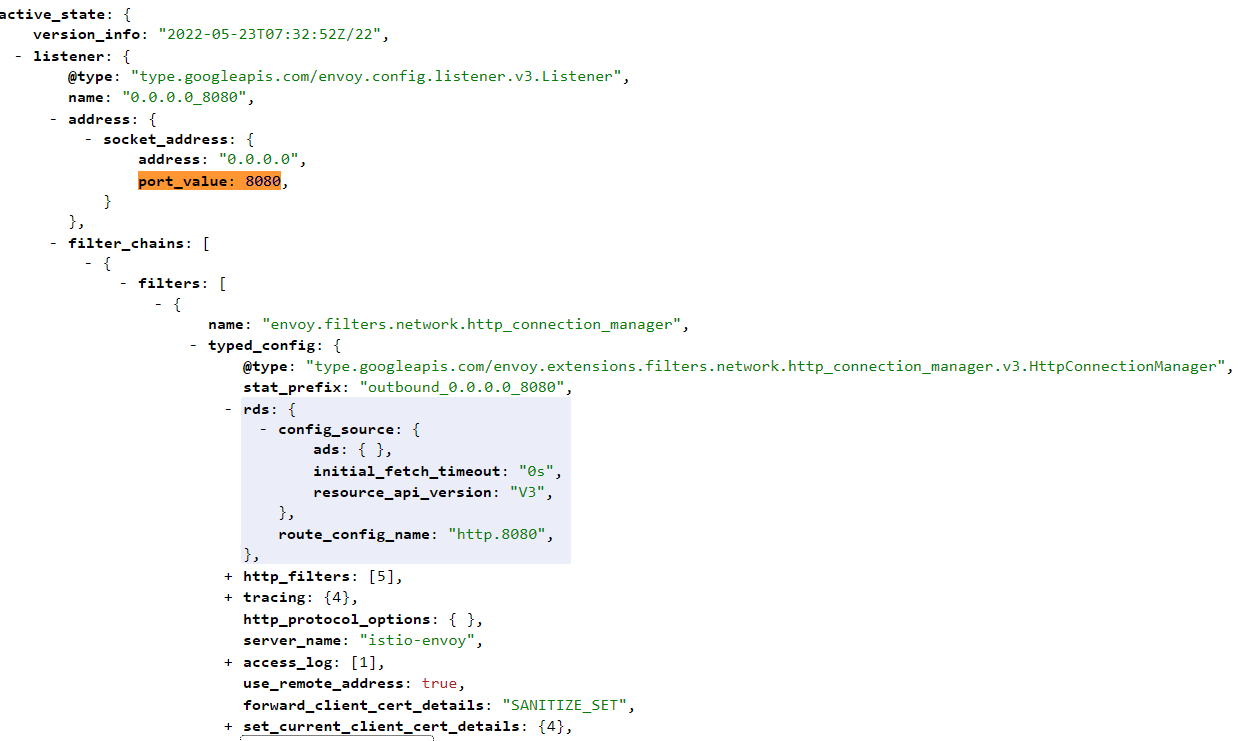 active_state: {
version_info: "2022-05-23T07:32:52Z/22",
- listener: {
@type: "type.googleapis.com/envoy.config.listener.v3.Listener",
name: "0.0.0.0_8080",
- address: {
- socket_address: {
address: "0.0.0.0",
port_value: 8080,
}
},
- filter_chains: [
- {
- filters: [
- {
name: "envoy.filters.network.http_connection_manager",
- typed_config: {
@type: "type.googleapis.com/envoy.extensions.filters.network.http_connection_manager.v3.HttpConnectionManager",
stat_prefix: "outbound_0.0.0.0_8080",
- rds: {
- config_source: {
ads: { },
initial_fetch_timeout: "0s",
resource_api_version: "V3",
},
route_config_name: "http.8080",
},
+ http_filters: [5],
+ tracing: {4},
http_protocol_options: { },
server_name: "istio-envoy",
+ access_log: [1],
use_remote_address: true,
forward_client_cert_details: "SANITIZE_SET",
+ set_current_client_cert_details: {4},